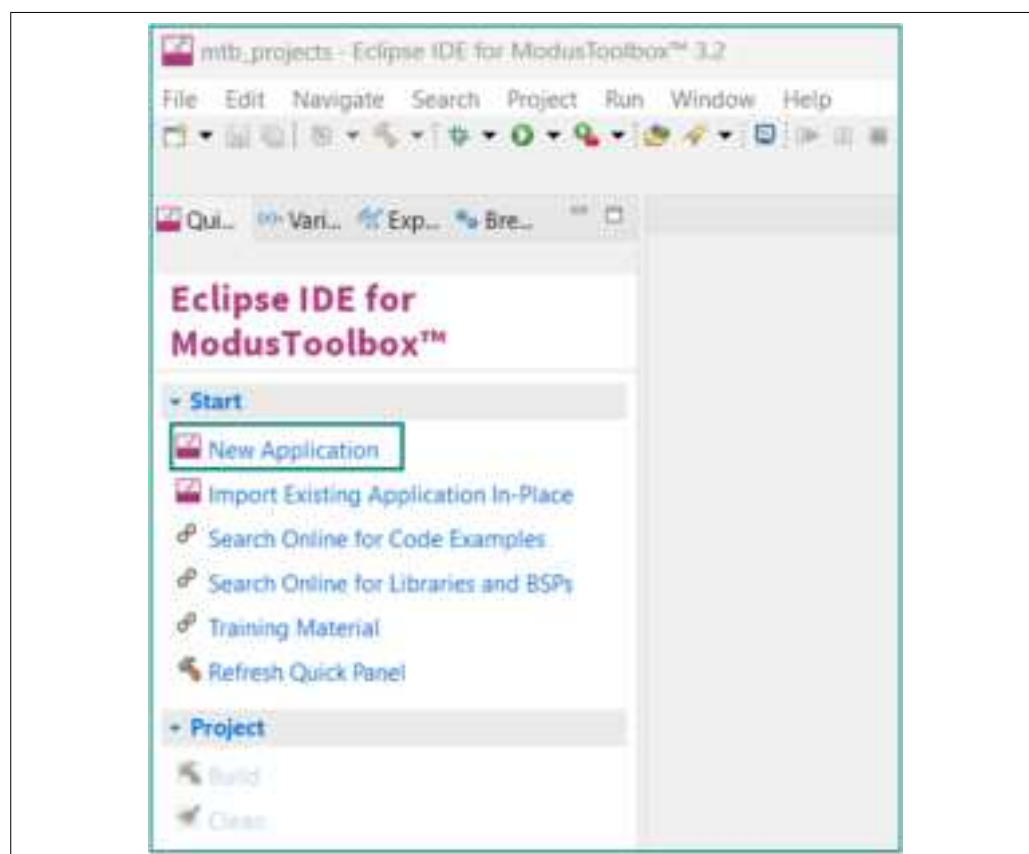 mtb_projects - Eclipse IDE for ModusToolbox™ 3.2
File Edit Navigate Search Project Run Window Help
Qui... Vari... Exp... Bre...
Eclipse IDE for
ModusToolbox™
Start
New Application
Import Existing Application In-Place
Search Online for Code Examples
Search Online for Libraries and BSPs
Training Material
Refresh Quick Panel
Project
Build
Clean